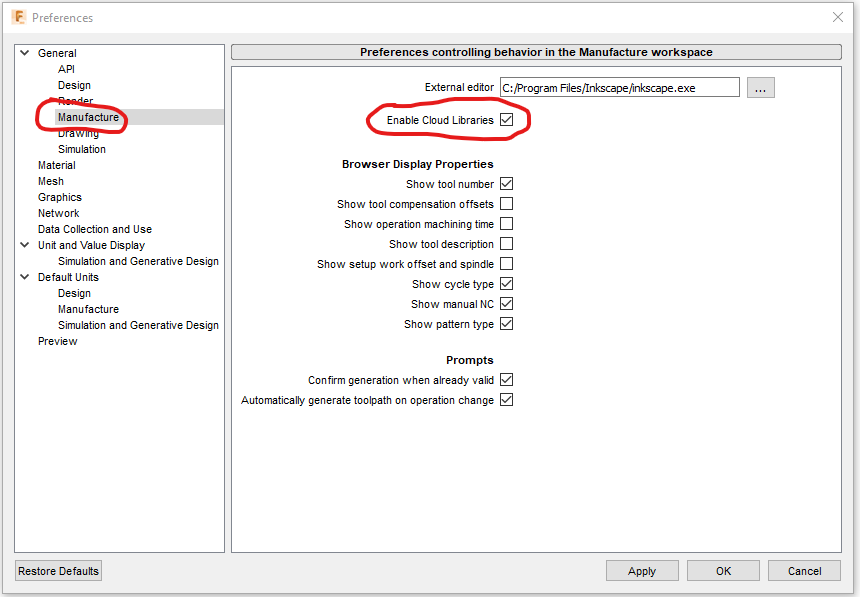 Preferences
General
API
Design
Render
Manufacture
Drawing
Simulation
Material
Mesh
Graphics
Network
Data Collection and Use
Unit and Value Display
Simulation and Generative Design
Default Units
Design
Manufacture
Simulation and Generative Design
Preview
Preferences controlling behavior in the Manufacture workspace
External editor C:/Program Files/Inkscape/inkscape.exe ...
Enable Cloud Libraries
Browser Display Properties
Show tool number
Show tool compensation offsets
Show operation machining time
Show tool description
Show setup work offset and spindle
Show cycle type
Show manual NC
Show pattern type
Prompts
Confirm generation when already valid
Automatically generate toolpath on operation change
Restore Defaults Apply OK Cancel